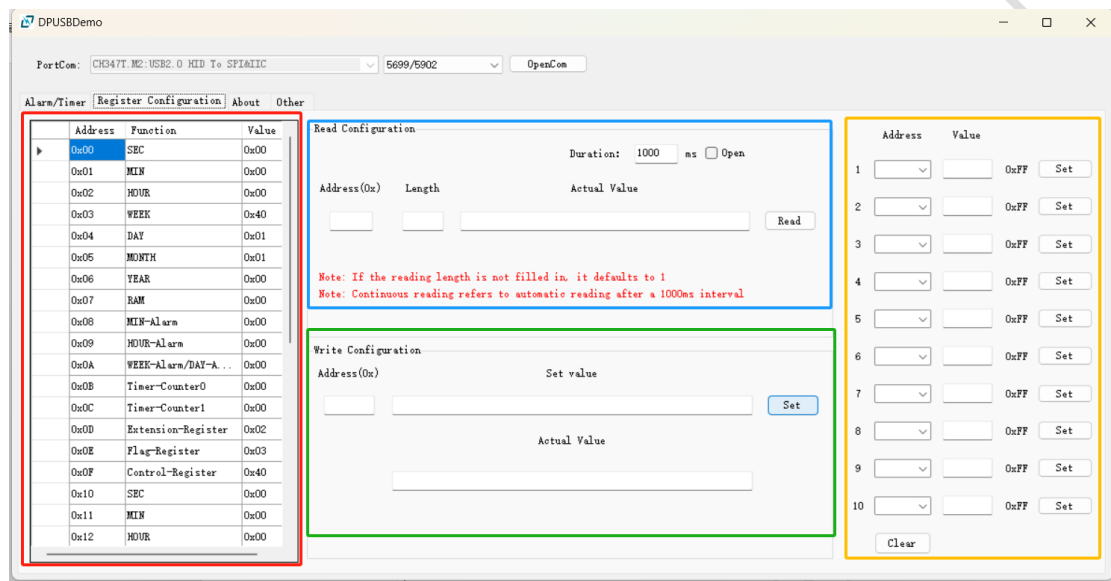 DPUSBDemo
PortCom: CH347T.M2:USB2.0 HID To SPI&IIC 5699/5902 OpenCom
Alarm/Timer Register Configuration About Other
Address Function Value
0x00 SEC 0x00
0x01 MIN 0x00
0x02 HOUR 0x00
0x03 WEEK 0x40
0x04 DAY 0x01
0x05 MONTH 0x01
0x06 YEAR 0x00
0x07 RAM 0x00
0x08 MIN-Alarm 0x00
0x09 HOUR-Alarm 0x00
0x0A WEEK-Alarm/DAY-A... 0x00
0x0B Timer-Counter0 0x00
0x0C Timer-Counter1 0x00
0x0D Extension-Register 0x02
0x0E Flag-Register 0x03
0x0F Control-Register 0x40
0x10 SEC 0x00
0x11 MIN 0x00
0x12 HOUR 0x00
Read Configuration
Duration: 1000 ms Open
Address(0x) Length Actual Value
Read
Note: If the reading length is not filled in, it defaults to 1
Note: Continuous reading refers to automatic reading after a 1000ms interval
Write Configuration
Address(0x) Set value
Set
Actual Value
Address Value
1 0xFF Set
2 0xFF Set
3 0xFF Set
4 0xFF Set
5 0xFF Set
6 0xFF Set
7 0xFF Set
8 0xFF Set
9 0xFF Set
10 0xFF Set
Clear